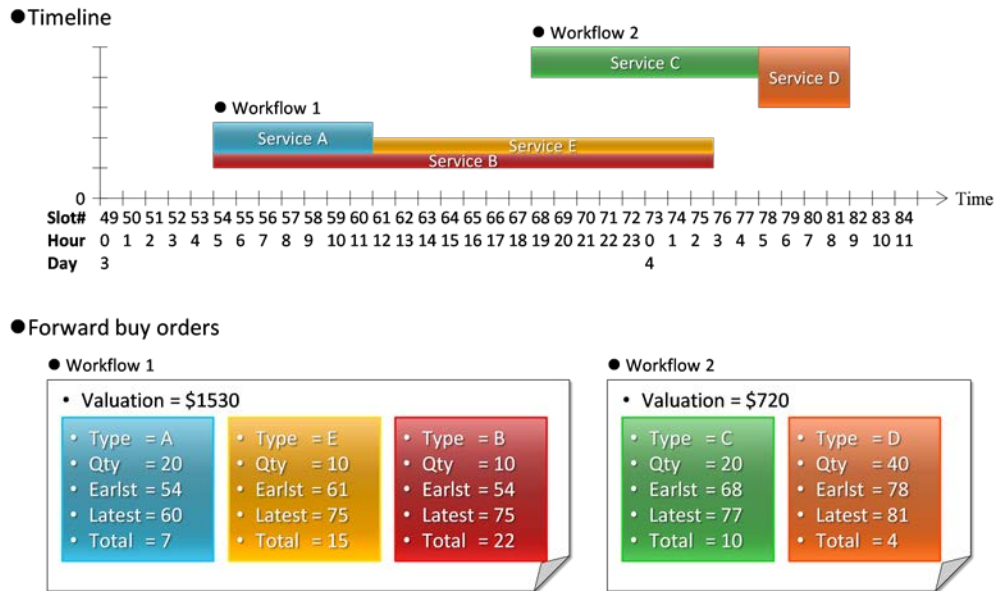 ●Timeline
● Workflow 2
Service C
Service D
● Workflow 1
Service A
Service E
Service B
0
Time
Slot# 49 50 51 52 53 54 55 56 57 58 59 60 61 62 63 64 65 66 67 68 69 70 71 72 73 74 75 76 77 78 79 80 81 82 83 84
Hour 0 1 2 3 4 5 6 7 8 9 10 11 12 13 14 15 16 17 18 19 20 21 22 23 0 1 2 3 4 5 6 7 8 9 10 11
Day 3 4
●Forward buy orders
● Workflow 1
• Valuation = $1530
• Type = A
• Qty = 20
• Earlst = 54
• Latest = 60
• Total = 7
• Type = E
• Qty = 10
• Earlst = 61
• Latest = 75
• Total = 15
• Type = B
• Qty = 10
• Earlst = 54
• Latest = 75
• Total = 22
● Workflow 2
• Valuation = $720
• Type = C
• Qty = 20
• Earlst = 68
• Latest = 77
• Total = 10
• Type = D
• Qty = 40
• Earlst = 78
• Latest = 81
• Total = 4